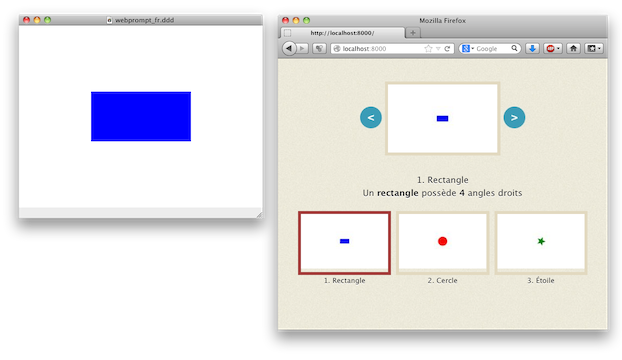 webprompt_fr.ddd
Mozilla Firefox
http://localhost:8000/
localhost:8000
Google
<
>
1. Rectangle
Un rectangle possède 4 angles droits
1. Rectangle
2. Cercle
3. Étoile